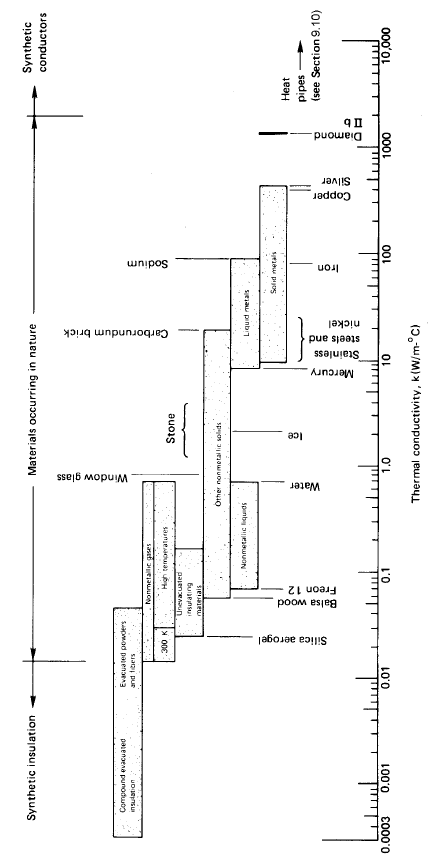 Synthetic insulation
Materials occurring in nature
Synthetic
conductors
Compound evacuated
insulation
Evacuated powders
and fibers
Nonmetallic gases
300 K
High temperatures
Unevacuated
insulating
materials
Other nonmetallic solids
Nonmetallic liquids
Liquid metals
Solid metals
Window glass
Stone
Carborundum brick
Sodium
Silica aerogel
Balsa wood
Freon 12
Water
Ice
Mercury
Stainless
steels and
nickel
Iron
Copper
Silver
Diamond
II b
Heat
pipes
(see Section 9.10)
0.0003
0.001
0.01
0.1
1.0
10
100
1000
10,000
Thermal conductivity, k (W/m-°C)